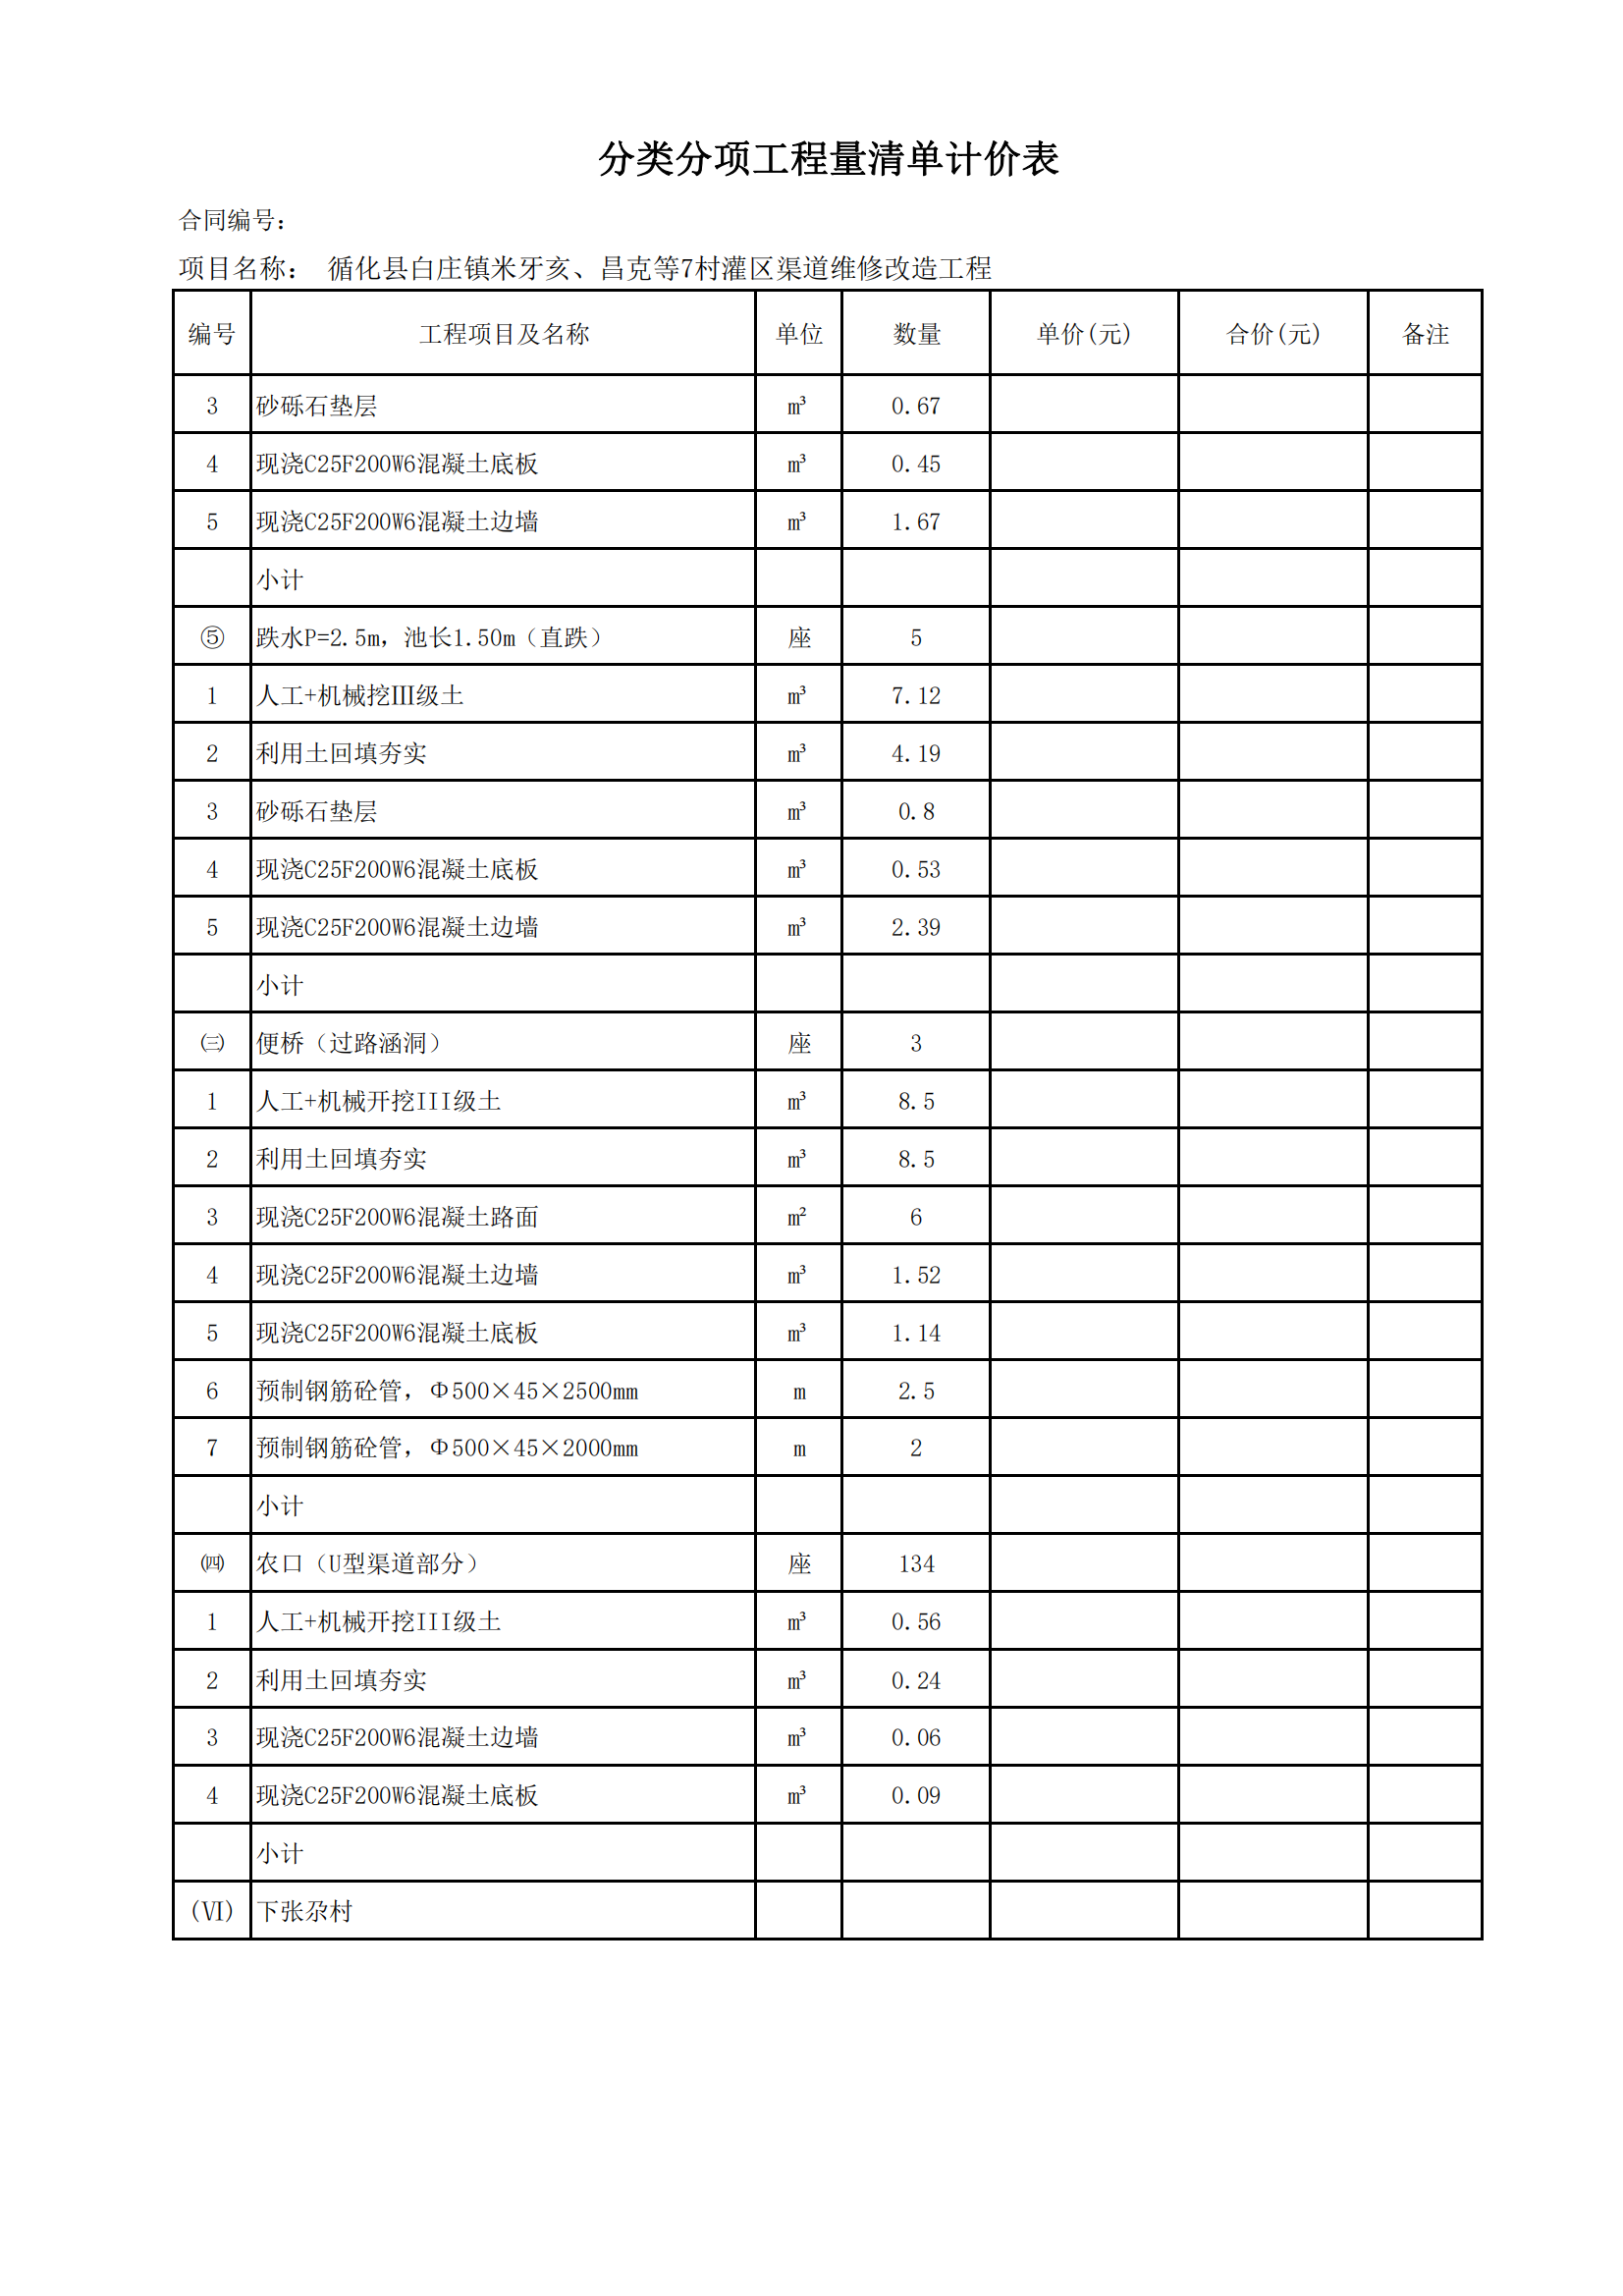 分类分项工程量清单计价表
合同编号：
项目名称： 循化县白庄镇米牙亥、昌克等7村灌区渠道维修改造工程
编号 工程项目及名称 单位 数量 单价(元) 合价(元) 备注
3 砂砾石垫层 m³ 0.67
4 现浇C25F200W6混凝土底板 m³ 0.45
5 现浇C25F200W6混凝土边墙 m³ 1.67
小计
⑤ 跌水P=2.5m，池长1.50m（直跌） 座 5
1 人工+机械挖Ⅲ级土 m³ 7.12
2 利用土回填夯实 m³ 4.19
3 砂砾石垫层 m³ 0.8
4 现浇C25F200W6混凝土底板 m³ 0.53
5 现浇C25F200W6混凝土边墙 m³ 2.39
小计
㈢ 便桥（过路涵洞） 座 3
1 人工+机械开挖III级土 m³ 8.5
2 利用土回填夯实 m³ 8.5
3 现浇C25F200W6混凝土路面 m² 6
4 现浇C25F200W6混凝土边墙 m³ 1.52
5 现浇C25F200W6混凝土底板 m³ 1.14
6 预制钢筋砼管，Φ500×45×2500mm m 2.5
7 预制钢筋砼管，Φ500×45×2000mm m 2
小计
㈣ 农口（U型渠道部分） 座 134
1 人工+机械开挖III级土 m³ 0.56
2 利用土回填夯实 m³ 0.24
3 现浇C25F200W6混凝土边墙 m³ 0.06
4 现浇C25F200W6混凝土底板 m³ 0.09
小计
(Ⅵ) 下张尕村